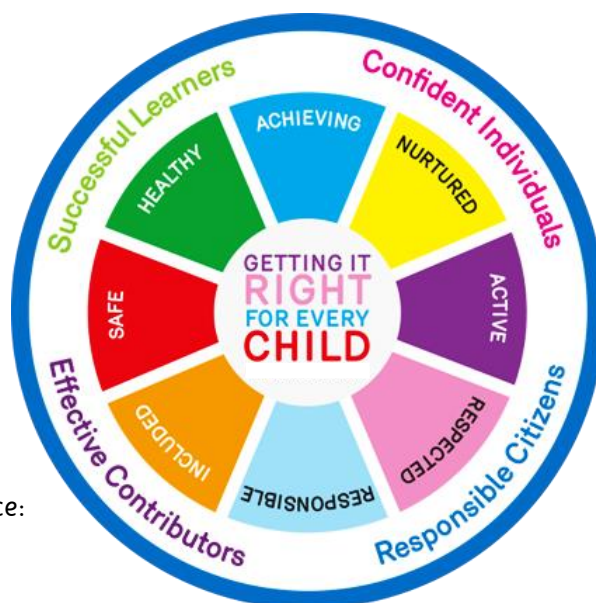 Successful Learners
Confident Individuals
ACHIEVING
NURTURED
ACTIVE
RESPECTED
RESPONSIBLE
INCLUDED
SAFE
HEALTHY
GETTING IT
RIGHT
FOR EVERY
CHILD
Effective Contributors
Responsible Citizens